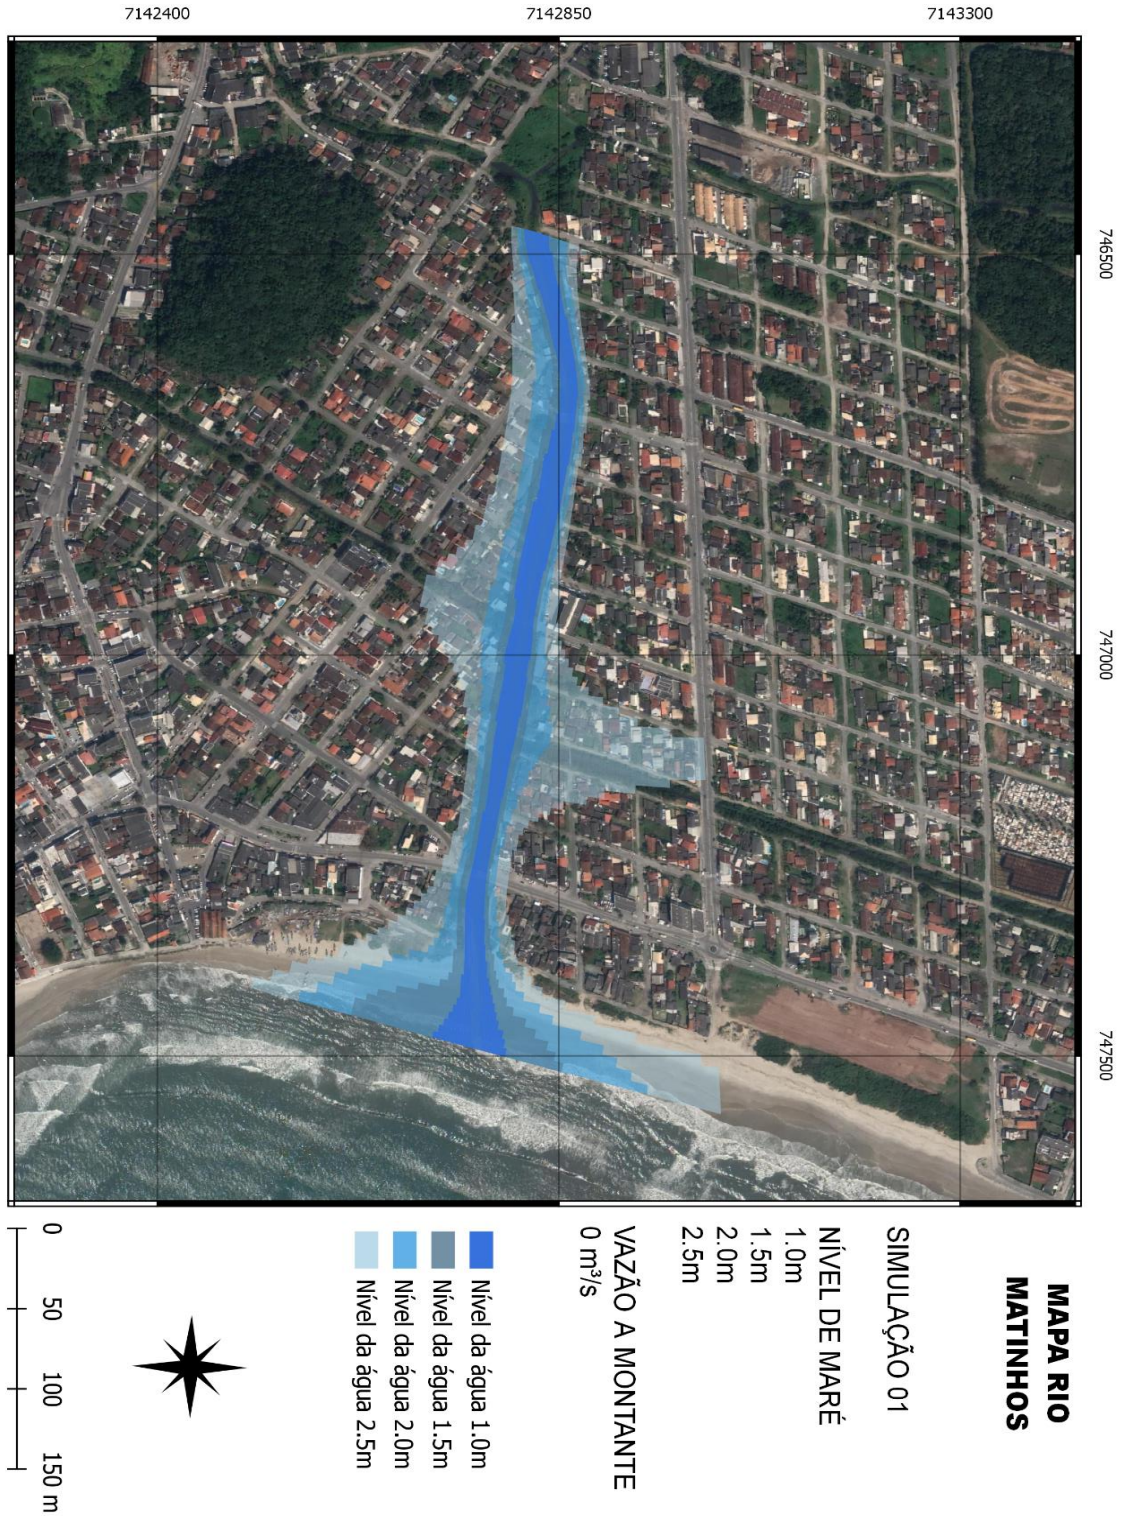 7142400
7142850
7143300
746500
747000
747500
MAPA RIO
MATINHOS
SIMULAÇÃO 01
NÍVEL DE MARÉ
1.0m
1.5m
2.0m
2.5m
VAZÃO A MONTANTE
0 m³/s
Nível da água 1.0m
Nível da água 1.5m
Nível da água 2.0m
Nível da água 2.5m
0 50 100 150 m